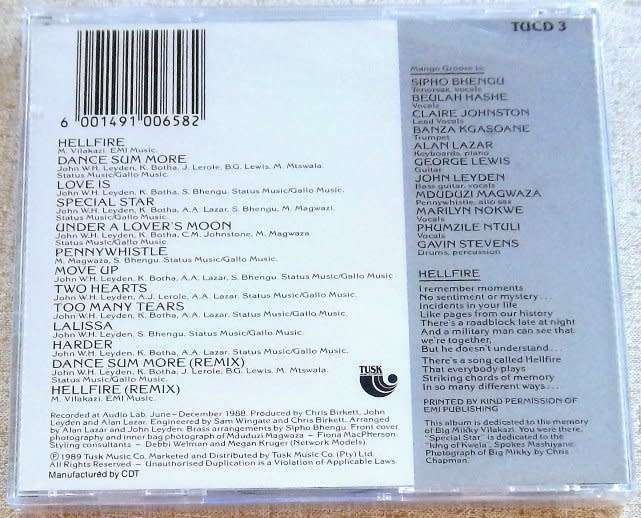 TUCD 3
6 001491 006582
HELLFIRE
M. Vilakazi. EMI Music.
DANCE SUM MORE
John W.H. Leyden, K. Botha, J. Lerole, B.G. Lewis, M. Mtswala.
Status Music/Gallo Music.
LOVE IS
John W.H. Leyden, K. Botha, S. Bhengu. Status Music/Gallo Music.
SPECIAL STAR
John W.H. Leyden, K. Botha, A.A. Lazar, S. Bhengu, M. Magwazi.
Status Music/Gallo Music.
UNDER A LOVER'S MOON
John W.H. Leyden, K. Botha, C.M. Johnstone, M. Magwaza
Status Music/Gallo Music.
PENNYWHISTLE
M. Magwaza, S. Bhengu. Status Music/Gallo Music.
MOVE UP
John W.H. Leyden, K. Botha, A.A. Lazar, S. Bhengu. Status Music/Gallo Music
TWO HEARTS
John W.H. Leyden, A.J. Lerole, A.A. Lazar. Status Music/Gallo Music.
TOO MANY TEARS
John W.H. Leyden, K. Botha, A.A. Lazar. Status Music/Gallo Music.
LALISSA
John W.H. Leyden, S. Bhengu. Status Music/Gallo Music.
HARDER
John W.H. Leyden, K. Botha, A.A. Lazar. Status Music/Gallo Music.
DANCE SUM MORE (REMIX)
John W.H. Leyden, K. Botha, J. Lerole, B.G. Lewis, M. Mtswala.
Status Music/Gallo Music.
HELLFIRE (REMIX)
M. Vilakazi. EMI Music.
TUSK
Recorded at Audio Lab. June – December 1988. Produced by Chris Birkett, John
Leyden and Alan Lazar. Engineered by Sam Wingate and Chris Birkett. Arranged
by Alan Lazar and John Leyden. Brass arrangements by Sipho Bhengu. Front cover
photography and inner bag photograph of Mduduzi Magwaza – Fiona MacPherson.
Styling consultants – Debbi Welman and Megan Kruger (Network Models).
Ⓟ 1989 Tusk Music Co. Marketed and Distributed by Tusk Music Co. (Pty) Ltd.
All Rights Reserved – Unauthorised Duplication is a Violation of Applicable Laws.
Manufactured by CDT
Mango Groove is:
SIPHO BHENGU
Tenorsax, vocals
BEULAH HASHE
Vocals
CLAIRE JOHNSTON
Lead Vocals
BANZA KGASOANE
Trumpet
ALAN LAZAR
Keyboards, piano
GEORGE LEWIS
Guitar
JOHN LEYDEN
Bass guitar, vocals
MDUDUZI MAGWAZA
Pennywhistle, alto sax
MARILYN NOKWE
Vocals
PHUMZILE NTULI
Vocals
GAVIN STEVENS
Drums, percussion
HELLFIRE
I remember moments
No sentiment or mystery...
Incidents in your life
Like pages from our history
There's a roadblock late at night
And a military man can see that
we're together,
But he doesn't understand...
There's a song called Hellfire
That everybody plays
Striking chords of memory
In so many different ways...
PRINTED BY KIND PERMISSION OF
EMI PUBLISHING
This album is dedicated to the memory
of Big Mikky Vilakazi. You were there.
"Special Star" is dedicated to the
"king of Kwela", Spokes Mashiyane.
Photograph of Big Mikky by Chris
Chapman.